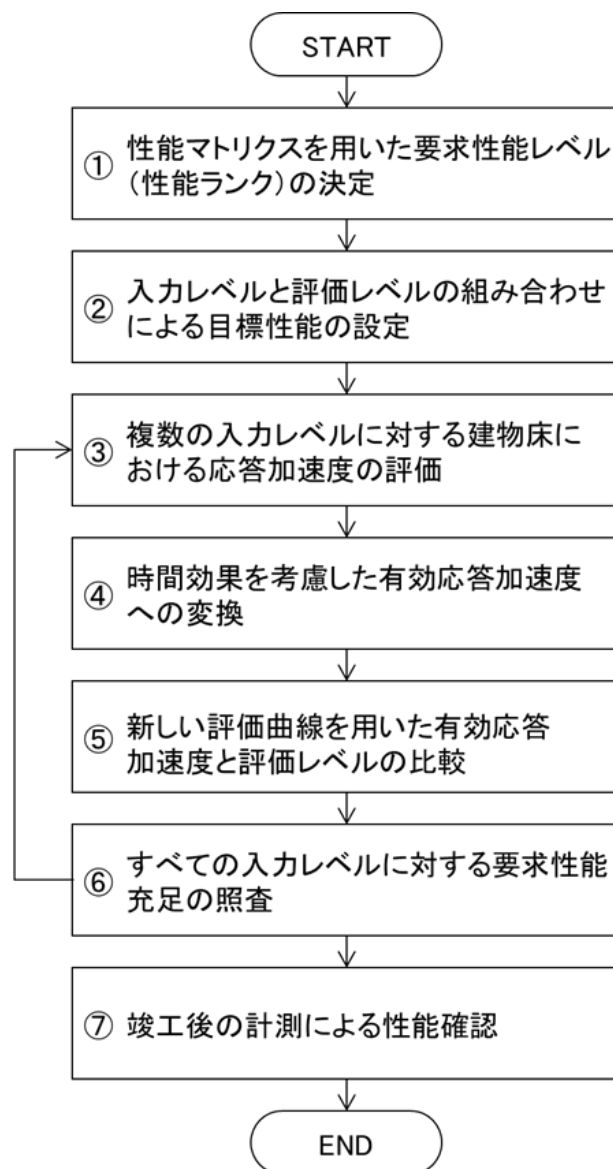 START
① 性能マトリクスを用いた要求性能レベル
(性能ランク)の決定
② 入力レベルと評価レベルの組み合わせ
による目標性能の設定
③ 複数の入力レベルに対する建物床に
おける応答加速度の評価
④ 時間効果を考慮した有効応答加速度
への変換
⑤ 新しい評価曲線を用いた有効応答
加速度と評価レベルの比較
⑥ すべての入力レベルに対する要求性能
充足の照査
⑦ 竣工後の計測による性能確認
END